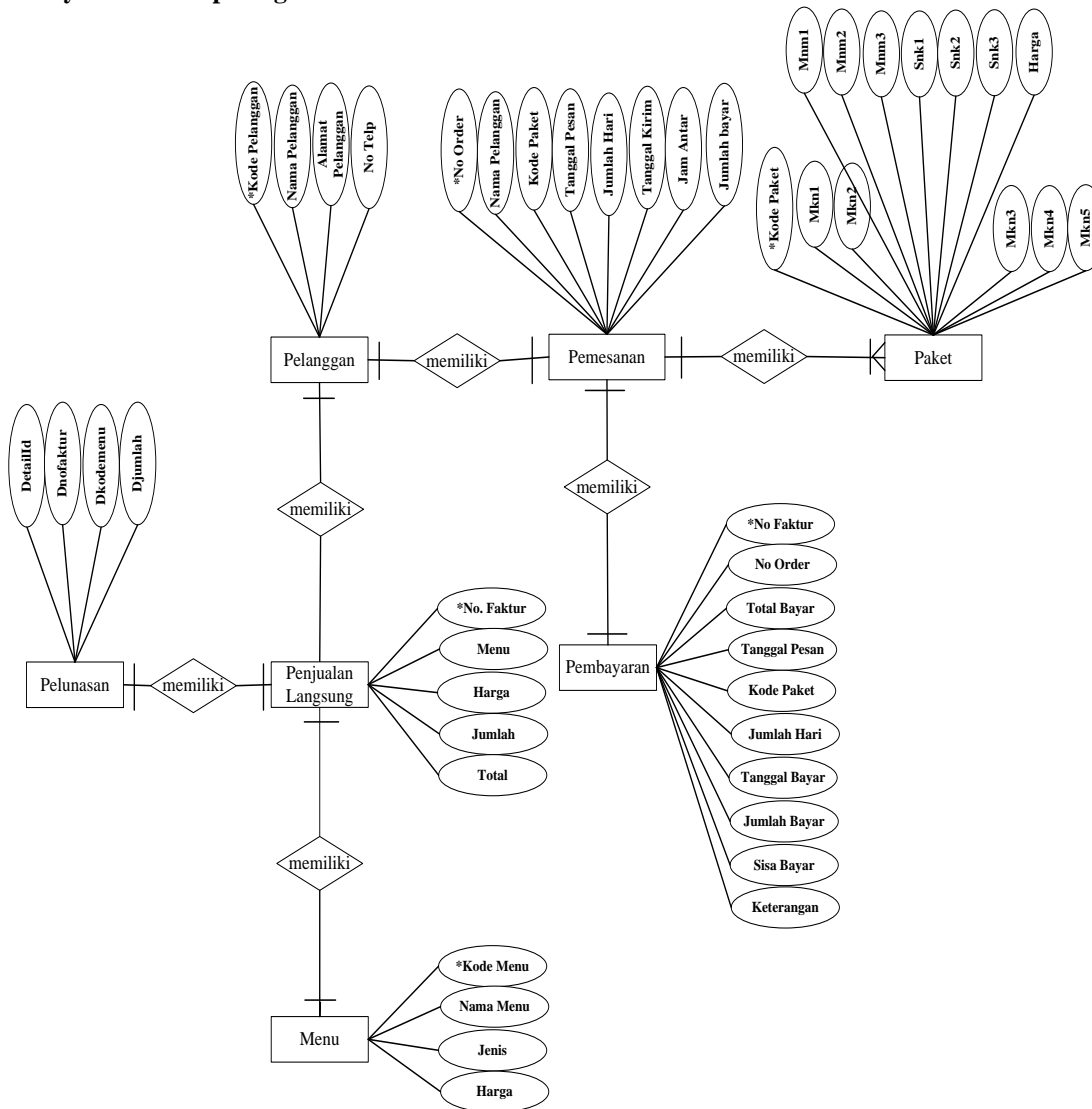 Mnm1
Mnm2
Mnm3
Snk1
Snk2
Snk3
Harga
*Kode Pelanggan
Nama Pelanggan
Alamat
Pelanggan
No Telp
*No Order
Nama Pelanggan
Kode Paket
Tanggal Pesan
Jumlah Hari
Tanggal Kirim
Jam Antar
Jumlah bayar
*Kode Paket
Mkn1
Mkn2
Mkn3
Mkn4
Mkn5
Pelanggan
memiliki
Pemesanan
memiliki
Paket
DetailId
Dnofaktur
Dkodemenu
Djumlah
memiliki
memiliki
*No Faktur
No Order
Total Bayar
Tanggal Pesan
Kode Paket
Jumlah Hari
Tanggal Bayar
Jumlah Bayar
Sisa Bayar
Keterangan
Pembayaran
*No. Faktur
Menu
Harga
Jumlah
Total
Pelunasan
memiliki
Penjualan
Langsung
memiliki
*Kode Menu
Nama Menu
Jenis
Harga
Menu